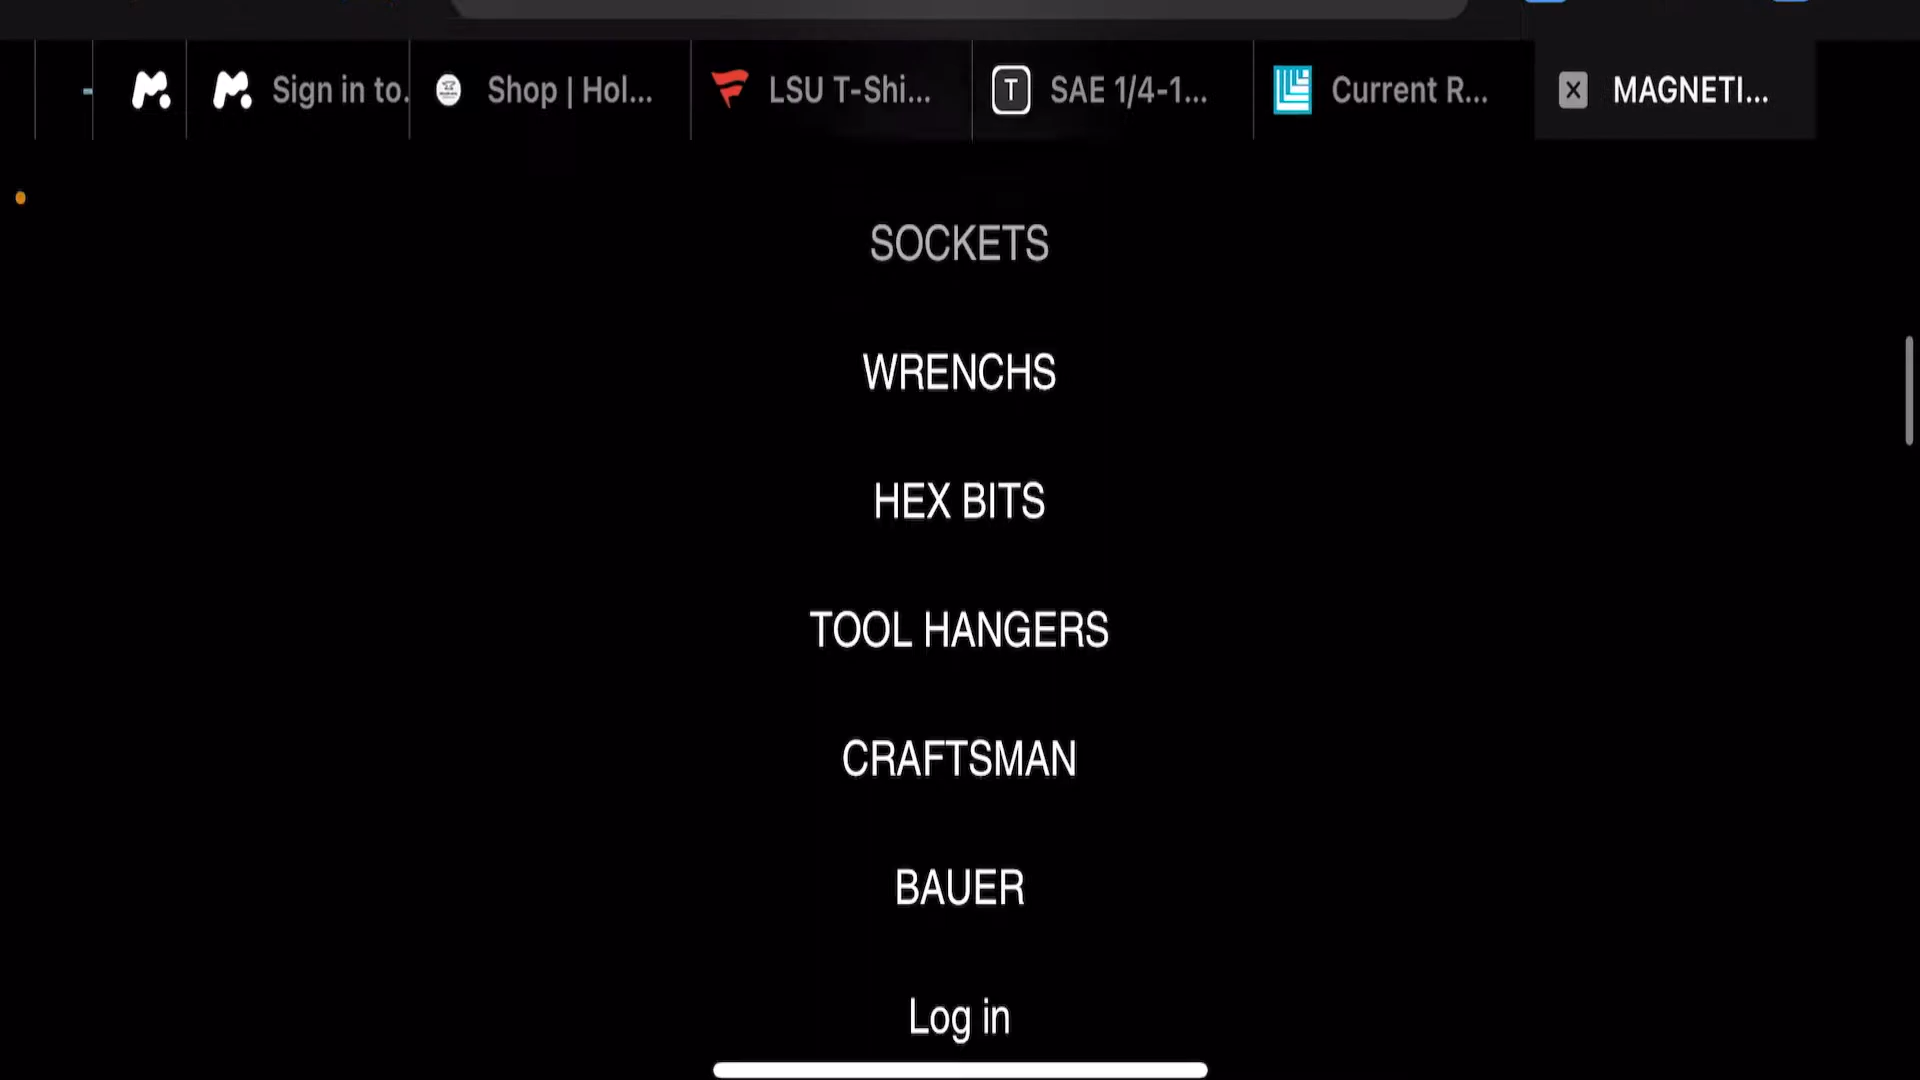 Sign in to.
Shop | Hol...
LSU T-Shi...
T
SAE 1/4-1...
Current R...
MAGNETI...
SOCKETS
WRENCHS
HEX BITS
TOOL HANGERS
CRAFTSMAN
BAUER
Log in